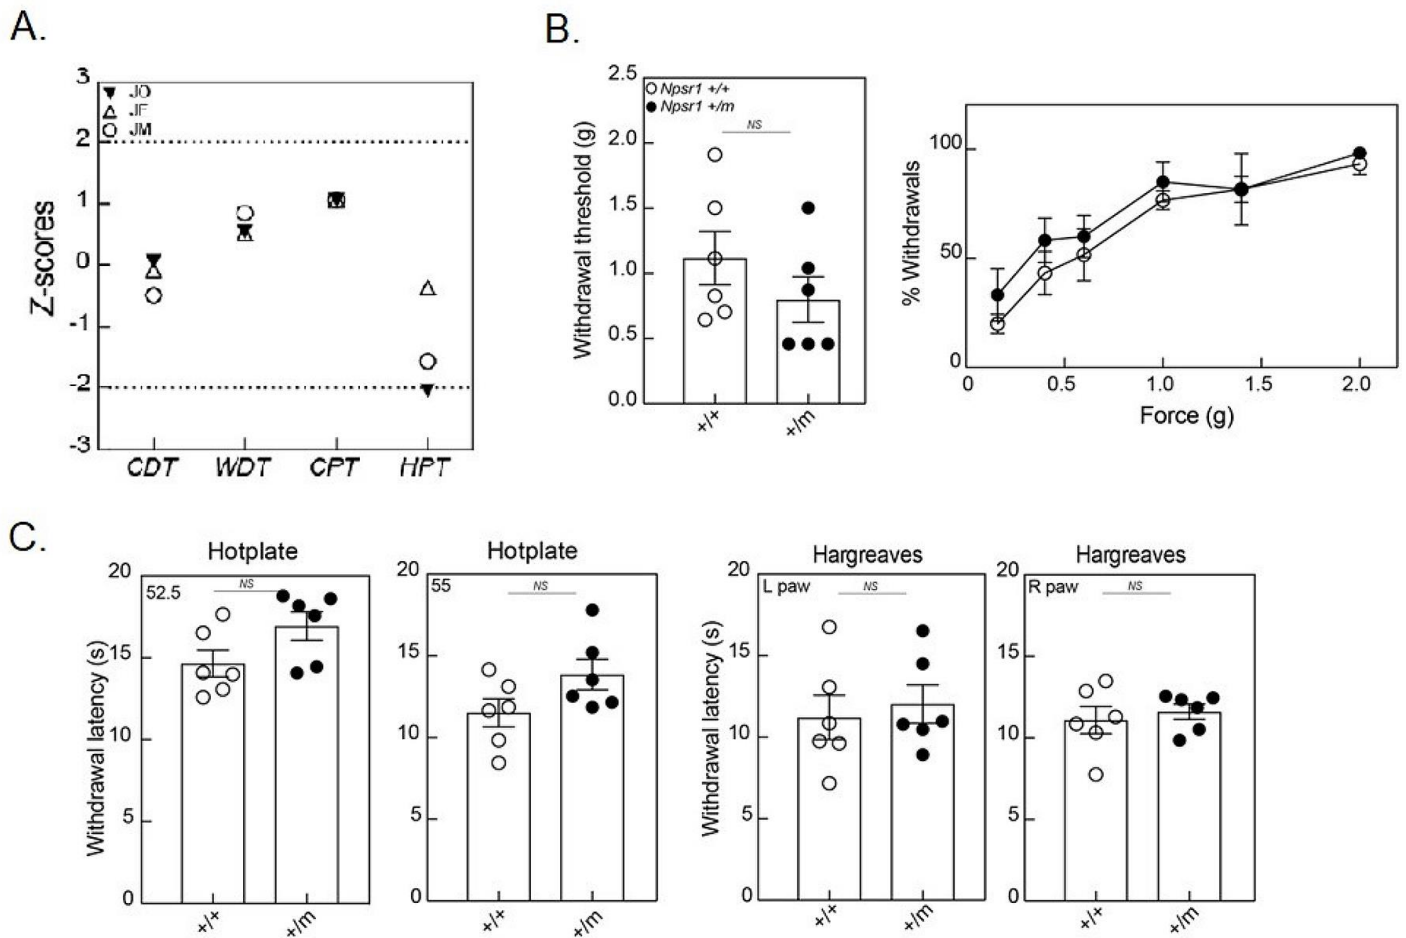 A.
3
2
1
0
-1
-2
-3
Z-scores
JO
JF
JM
CDT WDT CPT HPT
B.
2.5
2.0
1.5
1.0
0.5
0.0
Withdrawal threshold (g)
Npsr1 +/+
Npsr1 +/m
NS
+/+ +/m
100
50
0
% Withdrawals
0 0.5 1.0 1.5 2.0
Force (g)
C.
Hotplate
20
15
10
5
0
Withdrawal latency (s)
52.5
NS
+/+ +/m
Hotplate
20
15
10
5
0
55
NS
+/+ +/m
Hargreaves
20
15
10
5
0
Withdrawal latency (s)
L paw
NS
+/+ +/m
Hargreaves
20
15
10
5
0
R paw
NS
+/+ +/m